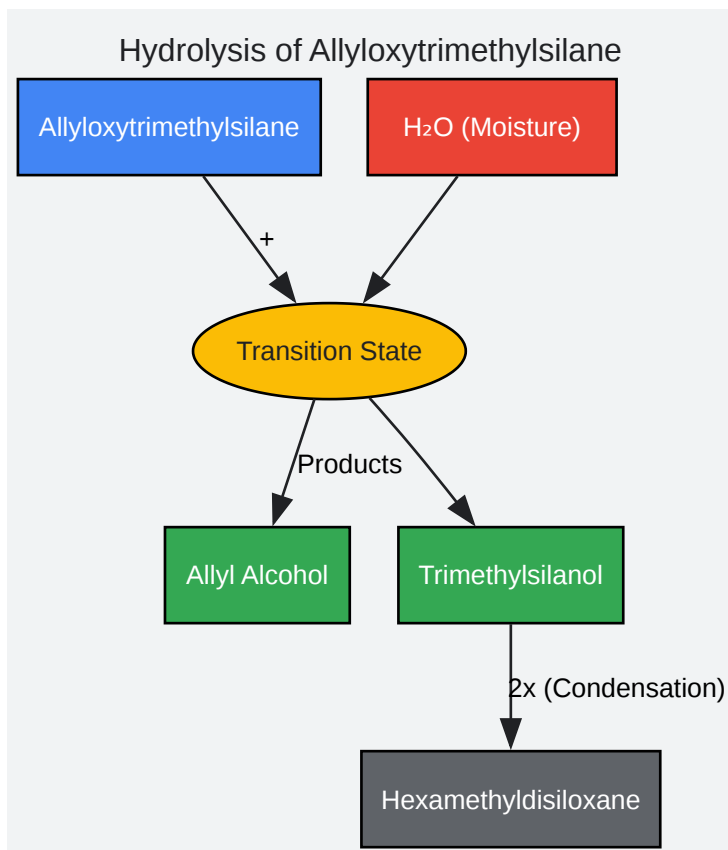 Hydrolysis of Allyloxytrimethylsilane
Allyloxytrimethylsilane
H₂O (Moisture)
+
Transition State
Products
Allyl Alcohol
Trimethylsilanol
2x (Condensation)
Hexamethyldisiloxane